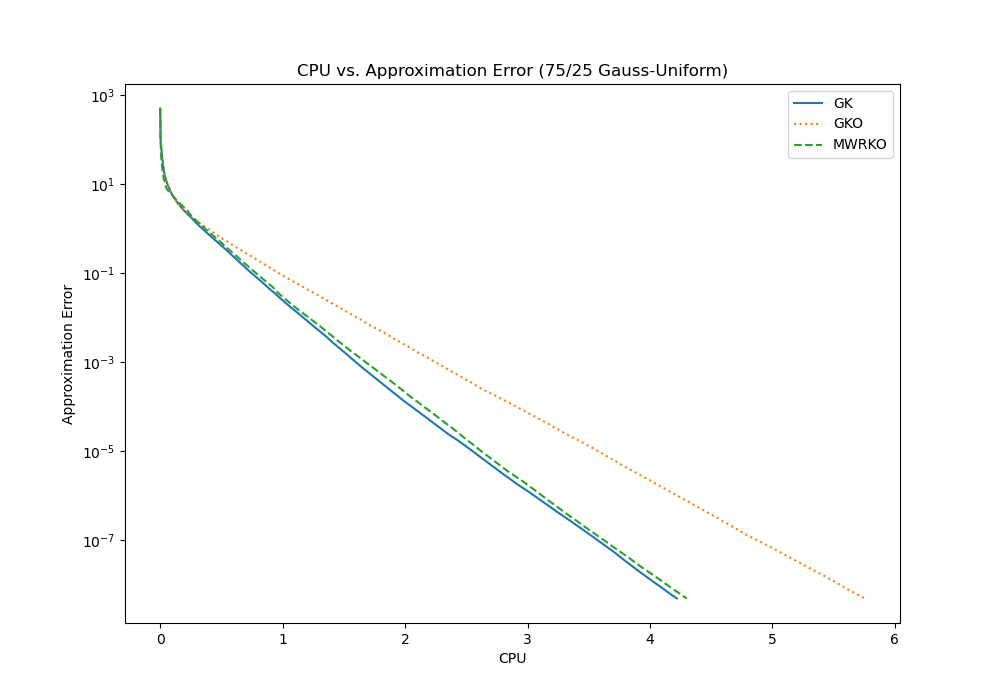 CPU vs. Approximation Error (75/25 Gauss-Uniform)
GK
GKO
MWRKO
10^3
10^1
10^−1
10^−3
10^−5
10^−7
Approximation Error
0 1 2 3 4 5 6
CPU